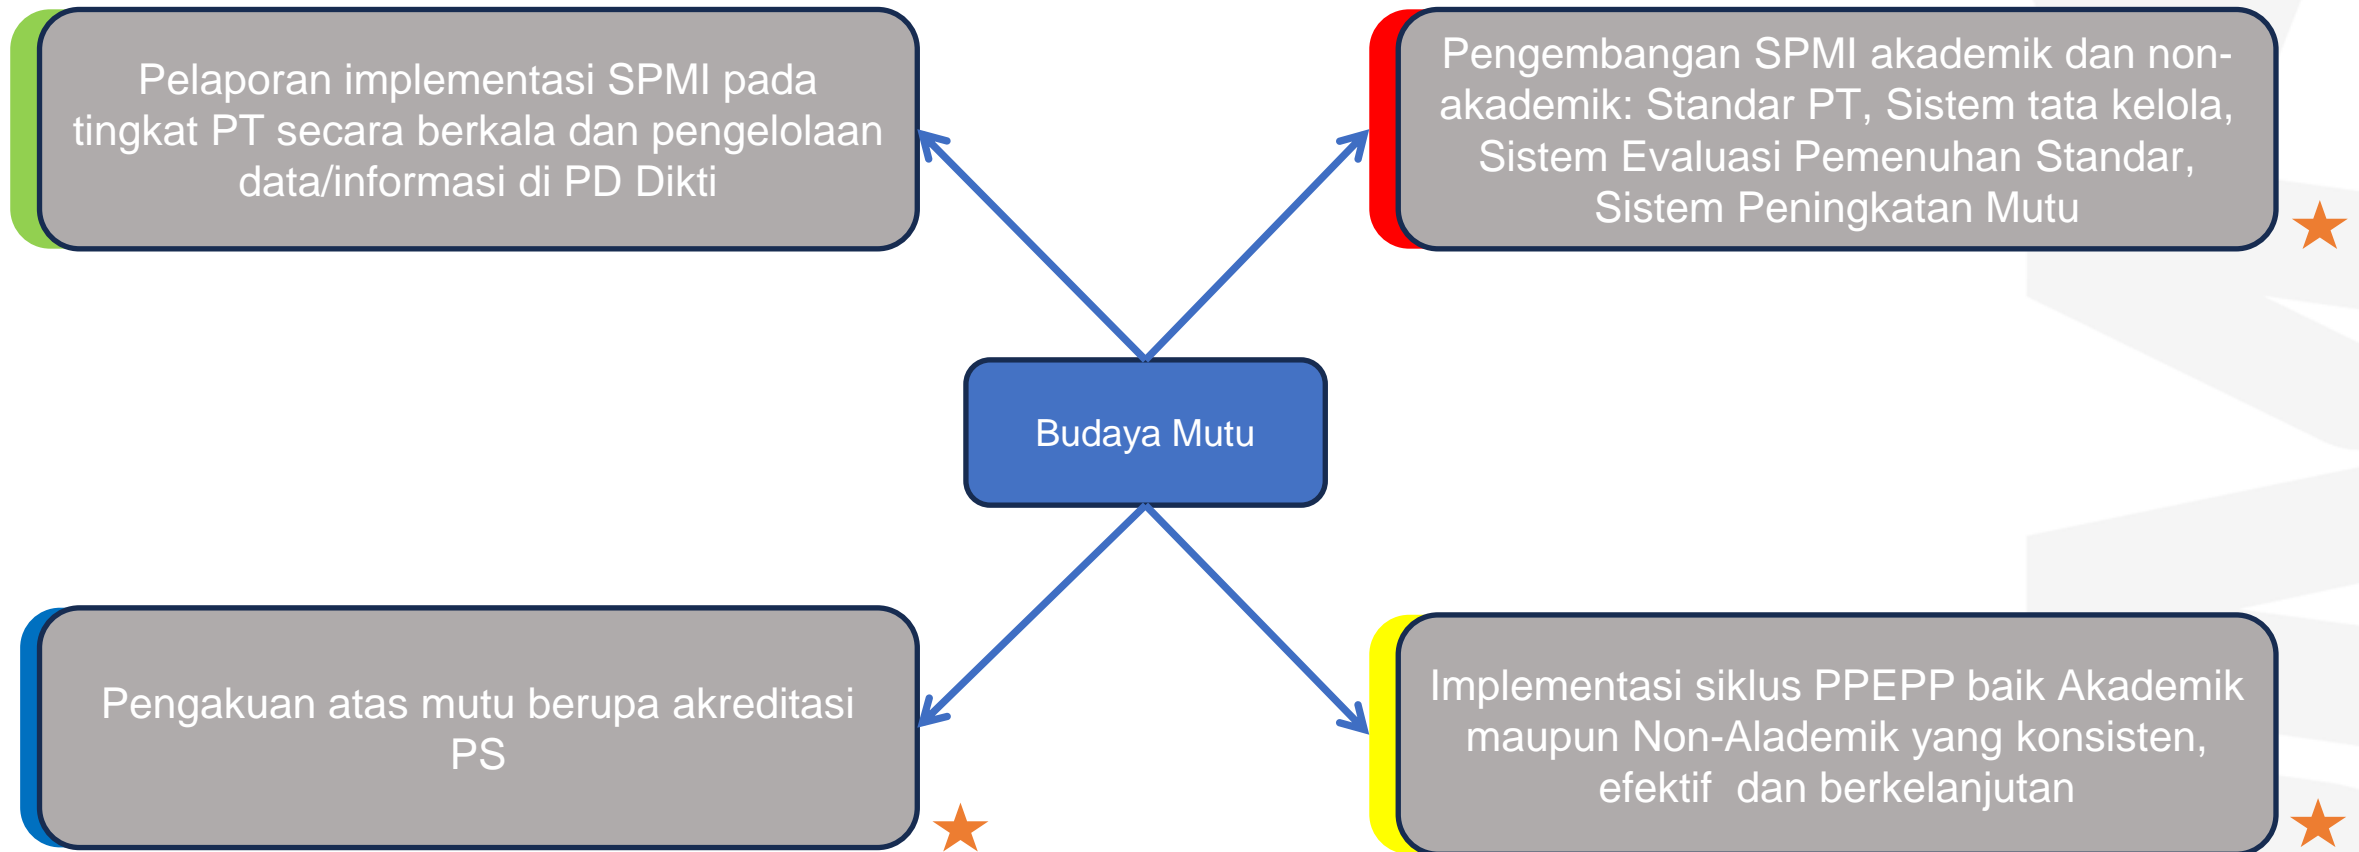 Pelaporan implementasi SPMI pada
tingkat PT secara berkala dan pengelolaan
data/informasi di PD Dikti
Pengembangan SPMI akademik dan non-
akademik: Standar PT, Sistem tata kelola,
Sistem Evaluasi Pemenuhan Standar,
Sistem Peningkatan Mutu
Budaya Mutu
Pengakuan atas mutu berupa akreditasi
PS
Implementasi siklus PPEPP baik Akademik
maupun Non-Alademik yang konsisten,
efektif  dan berkelanjutan